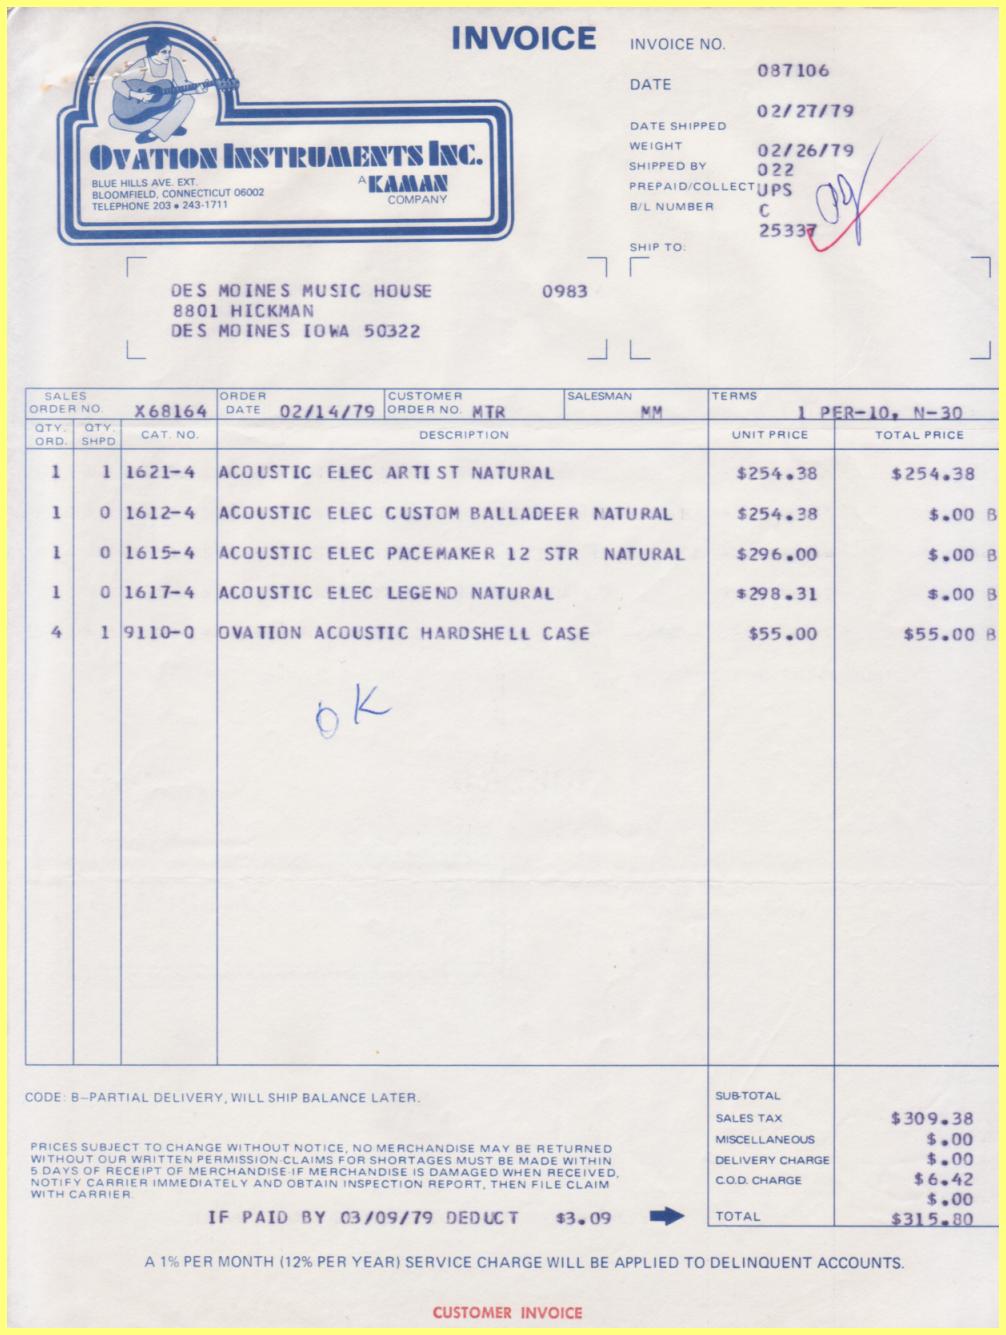 INVOICE
INVOICE NO.
087106
DATE
02/27/79
DATE SHIPPED
WEIGHT
02/26/79
SHIPPED BY
022
PREPAID/COLLECT
UPS
B/L NUMBER
C
25337
OVATION INSTRUMENTS INC.
BLUE HILLS AVE. EXT.
BLOOMFIELD, CONNECTICUT 06002
TELEPHONE 203 • 243-1711
A KAMAN
COMPANY
SHIP TO:
DES MOINES MUSIC HOUSE 0983
8801 HICKMAN
DES MOINES IOWA 50322
SALES ORDER NO. X68164 ORDER DATE 02/14/79 CUSTOMER ORDER NO. MTR SALESMAN MM TERMS 1 PER-10, N-30
QTY. ORD. QTY. SHPD CAT. NO. DESCRIPTION UNIT PRICE TOTAL PRICE
1 1 1621-4 ACOUSTIC ELEC ARTIST NATURAL $254.38 $254.38
1 0 1612-4 ACOUSTIC ELEC CUSTOM BALLADEER NATURAL $254.38 $.00 B
1 0 1615-4 ACOUSTIC ELEC PACEMAKER 12 STR NATURAL $296.00 $.00 B
1 0 1617-4 ACOUSTIC ELEC LEGEND NATURAL $298.31 $.00 B
4 1 9110-0 OVATION ACOUSTIC HARDSHELL CASE $55.00 $55.00 B
OK
CODE: B—PARTIAL DELIVERY, WILL SHIP BALANCE LATER.
SUB-TOTAL
SALES TAX $309.38
MISCELLANEOUS $.00
DELIVERY CHARGE $.00
C.O.D. CHARGE $6.42
$.00
TOTAL $315.80
PRICES SUBJECT TO CHANGE WITHOUT NOTICE, NO MERCHANDISE MAY BE RETURNED
WITHOUT OUR WRITTEN PERMISSION-CLAIMS FOR SHORTAGES MUST BE MADE WITHIN
5 DAYS OF RECEIPT OF MERCHANDISE-IF MERCHANDISE IS DAMAGED WHEN RECEIVED,
NOTIFY CARRIER IMMEDIATELY AND OBTAIN INSPECTION REPORT, THEN FILE CLAIM
WITH CARRIER.
IF PAID BY 03/09/79 DEDUCT $3.09
A 1% PER MONTH (12% PER YEAR) SERVICE CHARGE WILL BE APPLIED TO DELINQUENT ACCOUNTS.
CUSTOMER INVOICE